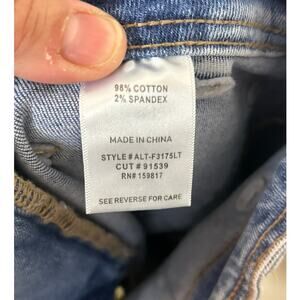 98% COTTON
2% SPANDEX
MADE IN CHINA
STYLE # ALT-F3175LT
CUT # 91539
RN# 159817
SEE REVERSE FOR CARE